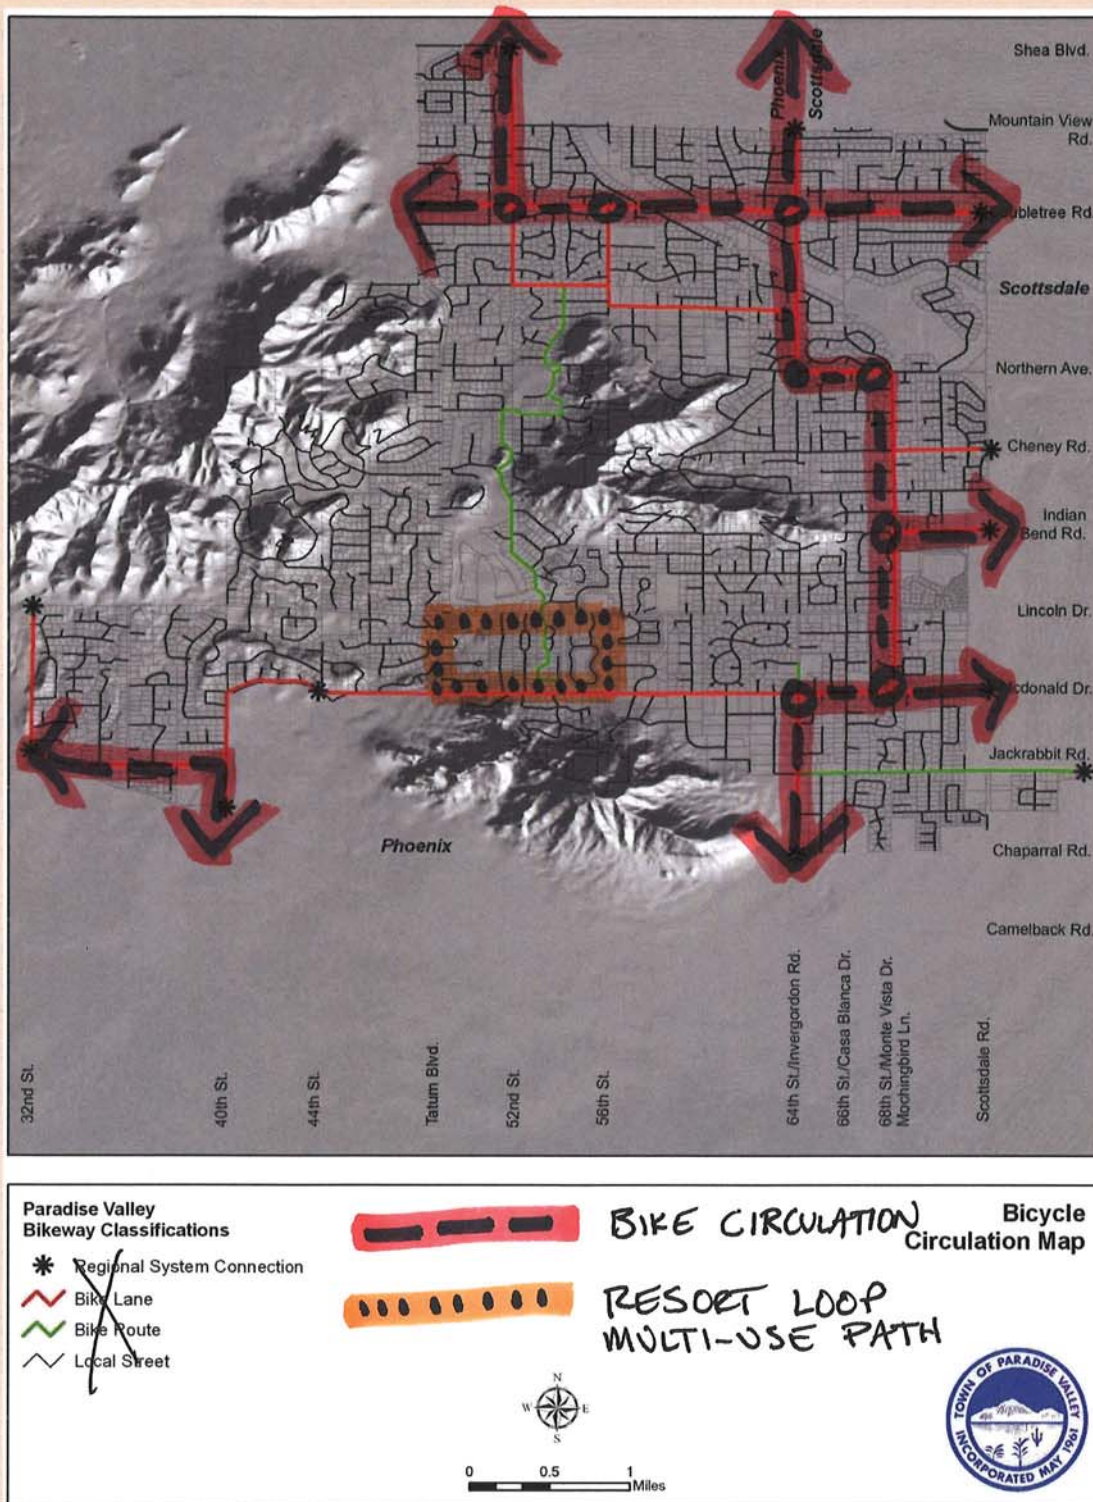 Shea Blvd.
Phoenix
Scottsdale
Mountain View
Rd.
Doubletree Rd.
Scottsdale
Northern Ave.
Cheney Rd.
Indian
Bend Rd.
Lincoln Dr.
Mcdonald Dr.
Jackrabbit Rd.
Phoenix
Chaparral Rd.
Camelback Rd.
32nd St.
40th St.
44th St.
Tatum Blvd.
52nd St.
56th St.
64th St./Invergordon Rd.
66th St./Casa Blanca Dr.
68th St./Monte Vista Dr.
Mochingbird Ln.
Scottsdale Rd.
Paradise Valley
Bikeway Classifications
Regional System Connection
Bike Lane
Bike Route
Local Street
BIKE CIRCULATION
RESORT LOOP
MULTI-USE PATH
Bicycle
Circulation Map
N
W E
S
0 0.5 1
Miles
TOWN OF PARADISE VALLEY
INCORPORATED MAY 1961